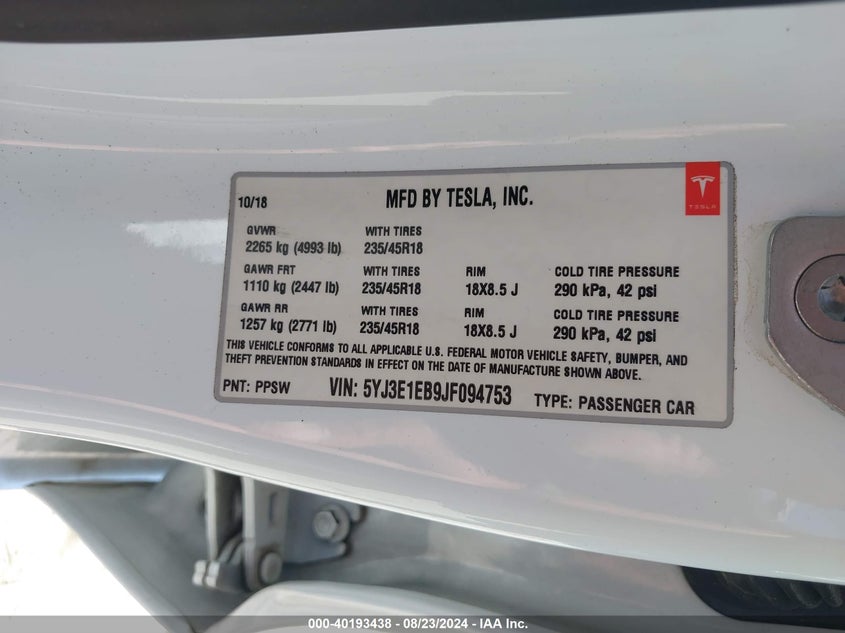 10/18 MFD BY TESLA, INC.
TESLA
GVWR WITH TIRES
2265 kg (4993 lb) 235/45R18
GAWR FRT WITH TIRES RIM COLD TIRE PRESSURE
1110 kg (2447 lb) 235/45R18 18X8.5 J 290 kPa, 42 psi
GAWR RR WITH TIRES RIM COLD TIRE PRESSURE
1257 kg (2771 lb) 235/45R18 18X8.5 J 290 kPa, 42 psi
THIS VEHICLE CONFORMS TO ALL APPLICABLE U.S. FEDERAL MOTOR VEHICLE SAFETY, BUMPER, AND
THEFT PREVENTION STANDARDS IN EFFECT ON THE DATE OF MANUFACTURE SHOWN ABOVE.
PNT: PPSW VIN: 5YJ3E1EB9JF094753 TYPE: PASSENGER CAR
000-40193438 - 08/23/2024 - IAA Inc.